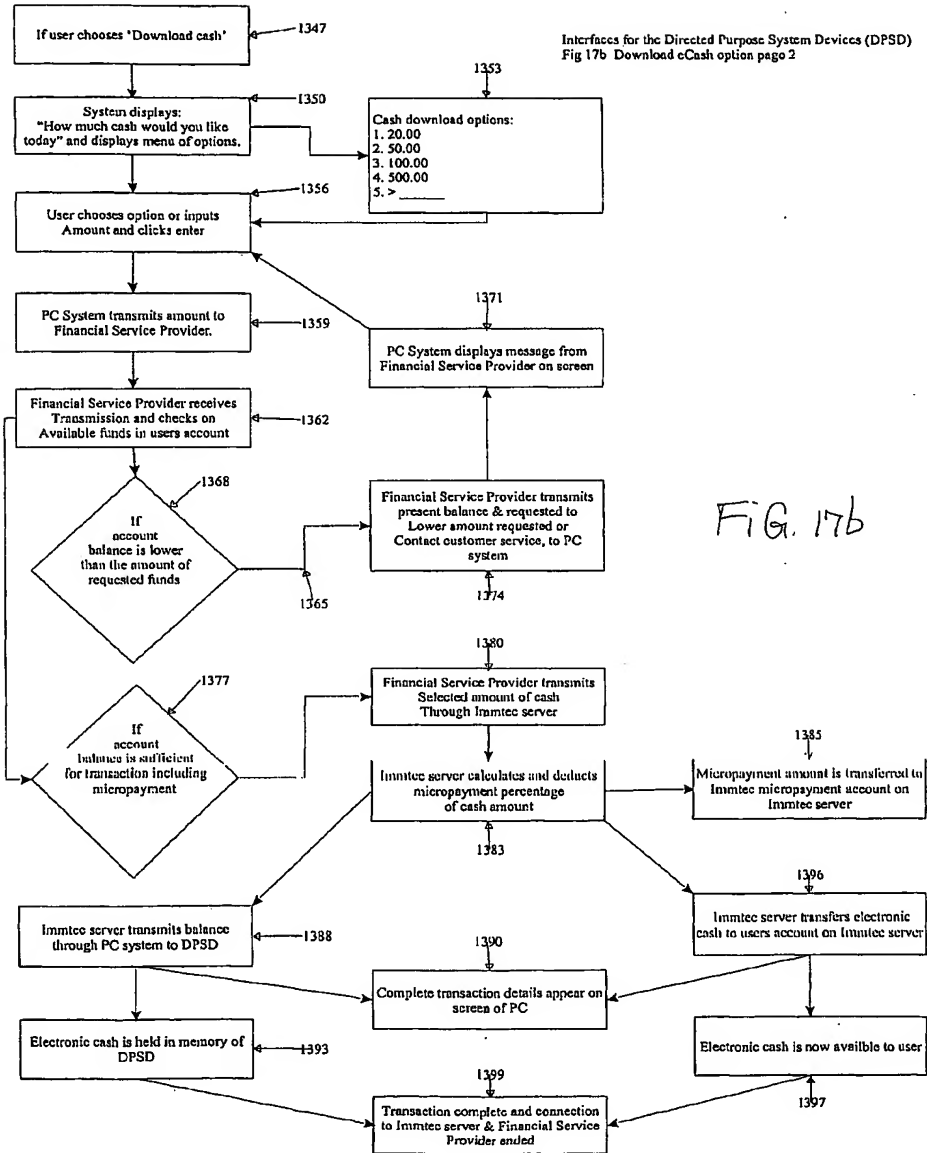 If user chooses 'Download cash'
1347
Interfaces for the Directed Purpose System Devices (DPSD)
Fig 17b Download eCash option page 2
1350
System displays:
"How much cash would you like
today" and displays menu of options.
1353
Cash download options:
1. 20.00
2. 50.00
3. 100.00
4. 500.00
5. > ______
1356
User chooses option or inputs
Amount and clicks enter
PC System transmits amount to
Financial Service Provider.
1359
1371
PC System displays message from
Financial Service Provider on screen
Financial Service Provider receives
Transmission and checks on
Available funds in users account
1362
1368
If
account
balance is lower
than the amount of
requested funds
1365
Financial Service Provider transmits
present balance & requested to
Lower amount requested or
Contact customer service, to PC
system
1374
FiG. 17b
1377
If
account
balance is sufficient
for transaction including
micropayment
1380
Financial Service Provider transmits
Selected amount of cash
Through Immtec server
Immtec server calculates and deducts
micropayment percentage
of cash amount
1383
1385
Micropayment amount is transferred to
Immtec micropayment account on
Immtec server
Immtec server transmits balance
through PC system to DPSD
1388
1390
Complete transaction details appear on
screen of PC
1396
Immtec server transfers electronic
cash to users account on Immtec server
Electronic cash is held in memory of
DPSD
1393
Electronic cash is now availble to user
1397
1399
Transaction complete and connection
to Immtec server & Financial Service
Provider ended